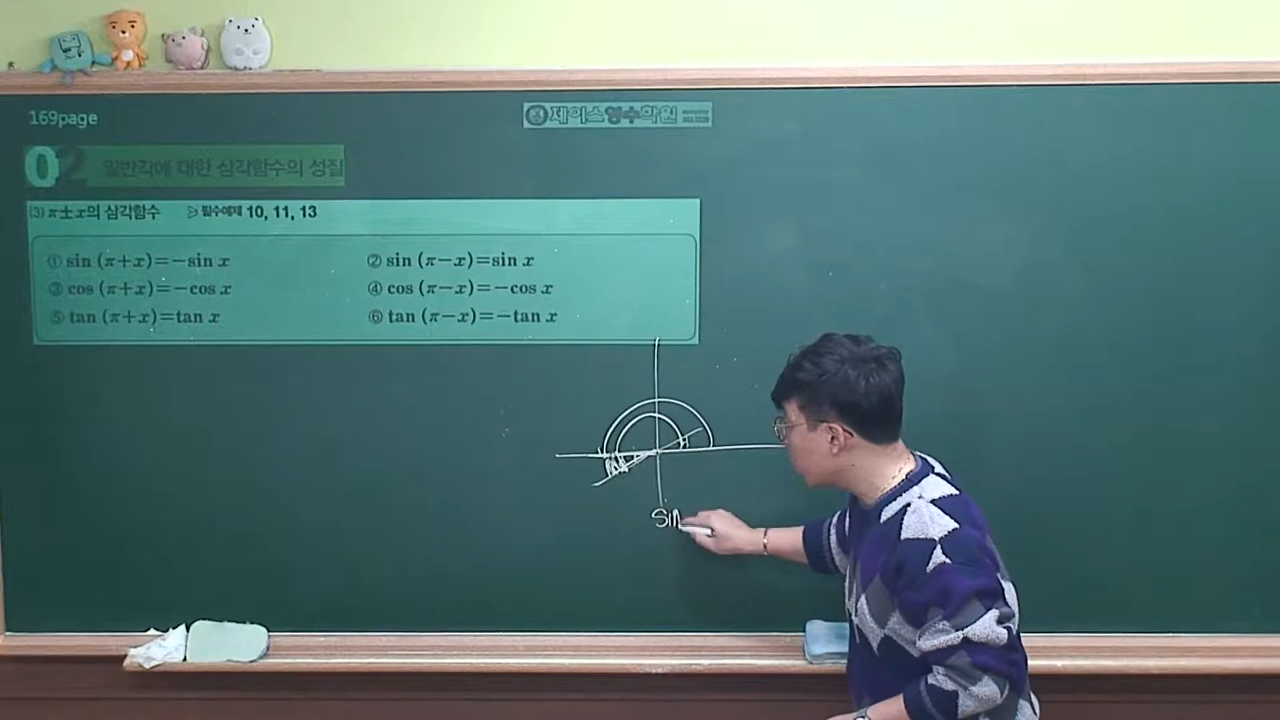 169page
제이스영수학원
02 일반각에 대한 삼각함수의 성질
(3) π±x의 삼각함수 ▷ 필수예제 10, 11, 13
① sin (π+x)=−sin x ② sin (π−x)=sin x
③ cos (π+x)=−cos x ④ cos (π−x)=−cos x
⑤ tan (π+x)=tan x ⑥ tan (π−x)=−tan x
sin